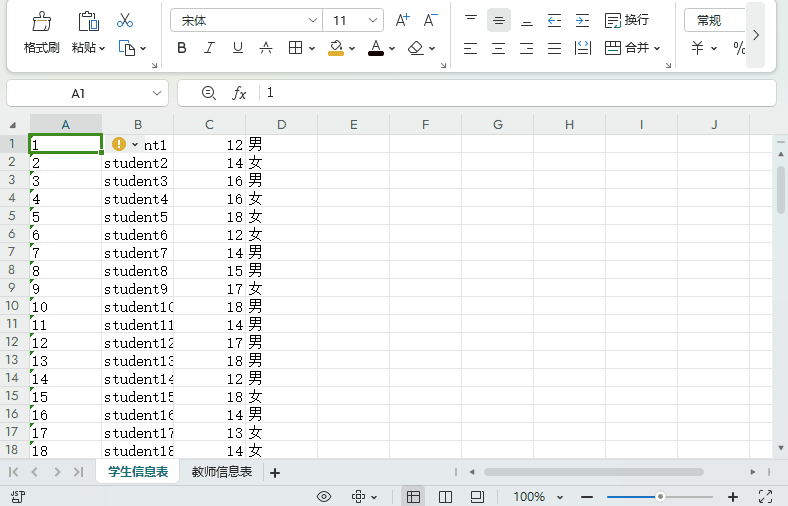 宋体 11 A⁺ A⁻ 换行 常规
格式刷 粘贴 B I U A A 合并 ¥ %
A1 fx 1
A B C D E F G H I J
1 1 nt1 12 男
2 2 student2 14 女
3 3 student3 16 男
4 4 student4 16 女
5 5 student5 18 女
6 6 student6 12 女
7 7 student7 14 男
8 8 student8 15 男
9 9 student9 17 女
10 10 student10 18 男
11 11 student11 14 男
12 12 student12 17 男
13 13 student13 18 男
14 14 student14 12 男
15 15 student15 18 女
16 16 student16 14 男
17 17 student17 13 女
18 18 student18 14 女
学生信息表 教师信息表 +
100% − +